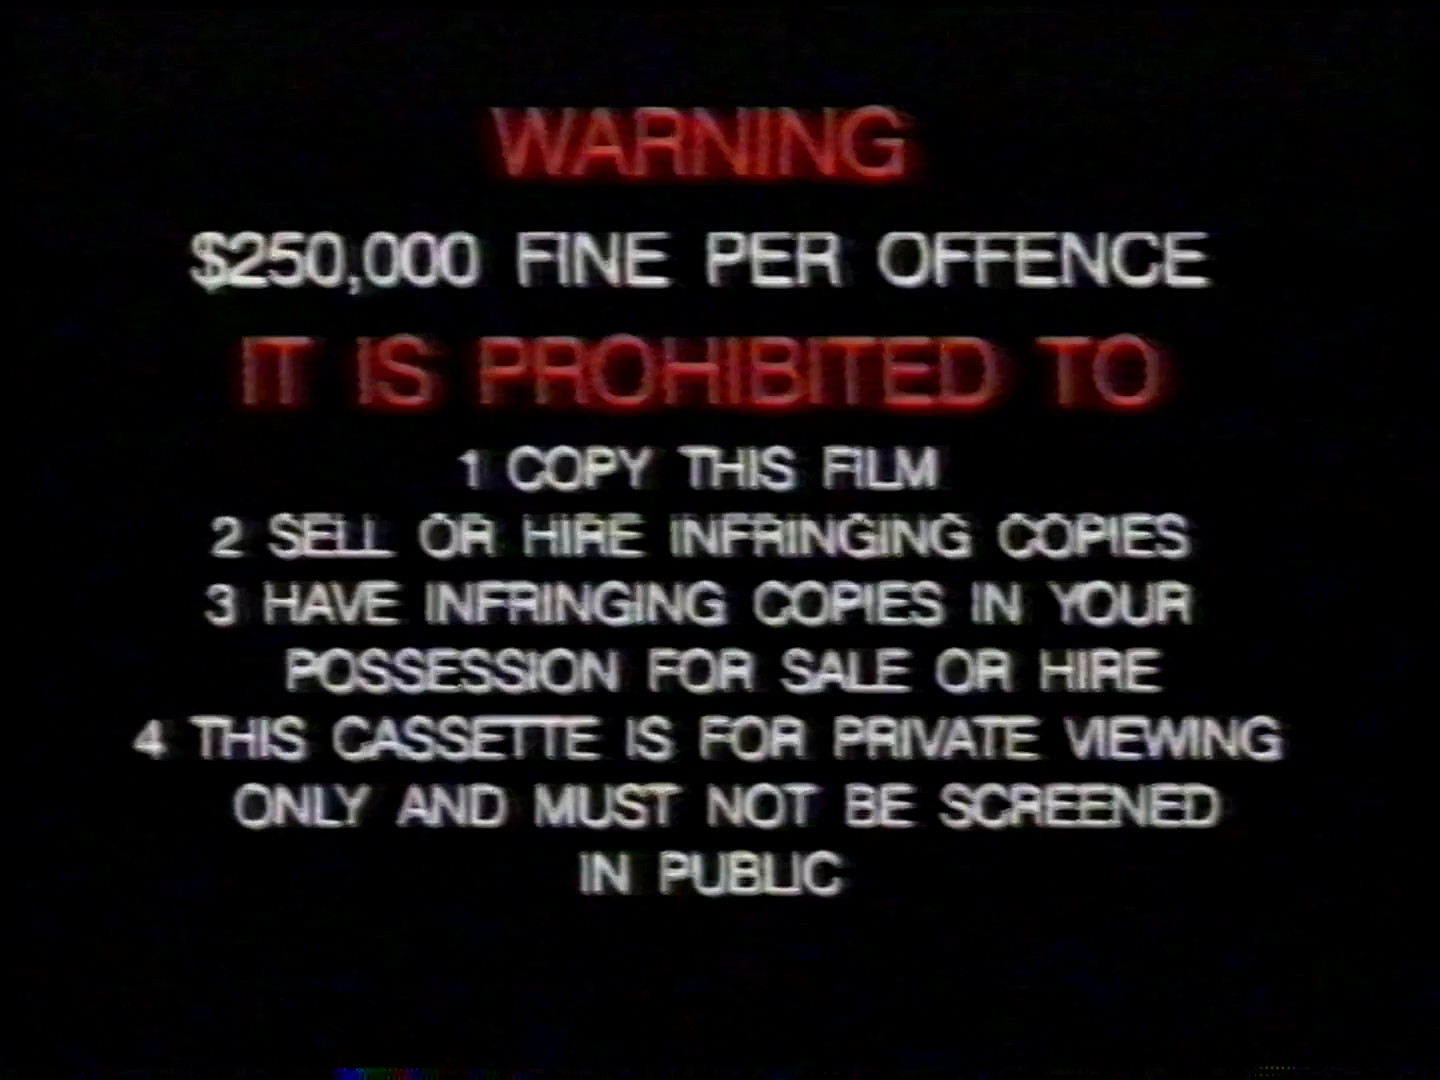 WARNING
$250,000 FINE PER OFFENCE
IT IS PROHIBITED TO
1 COPY THIS FILM
2 SELL OR HIRE INFRINGING COPIES
3 HAVE INFRINGING COPIES IN YOUR
POSSESSION FOR SALE OR HIRE
4 THIS CASSETTE IS FOR PRIVATE VIEWING
ONLY AND MUST NOT BE SCREENED
IN PUBLIC